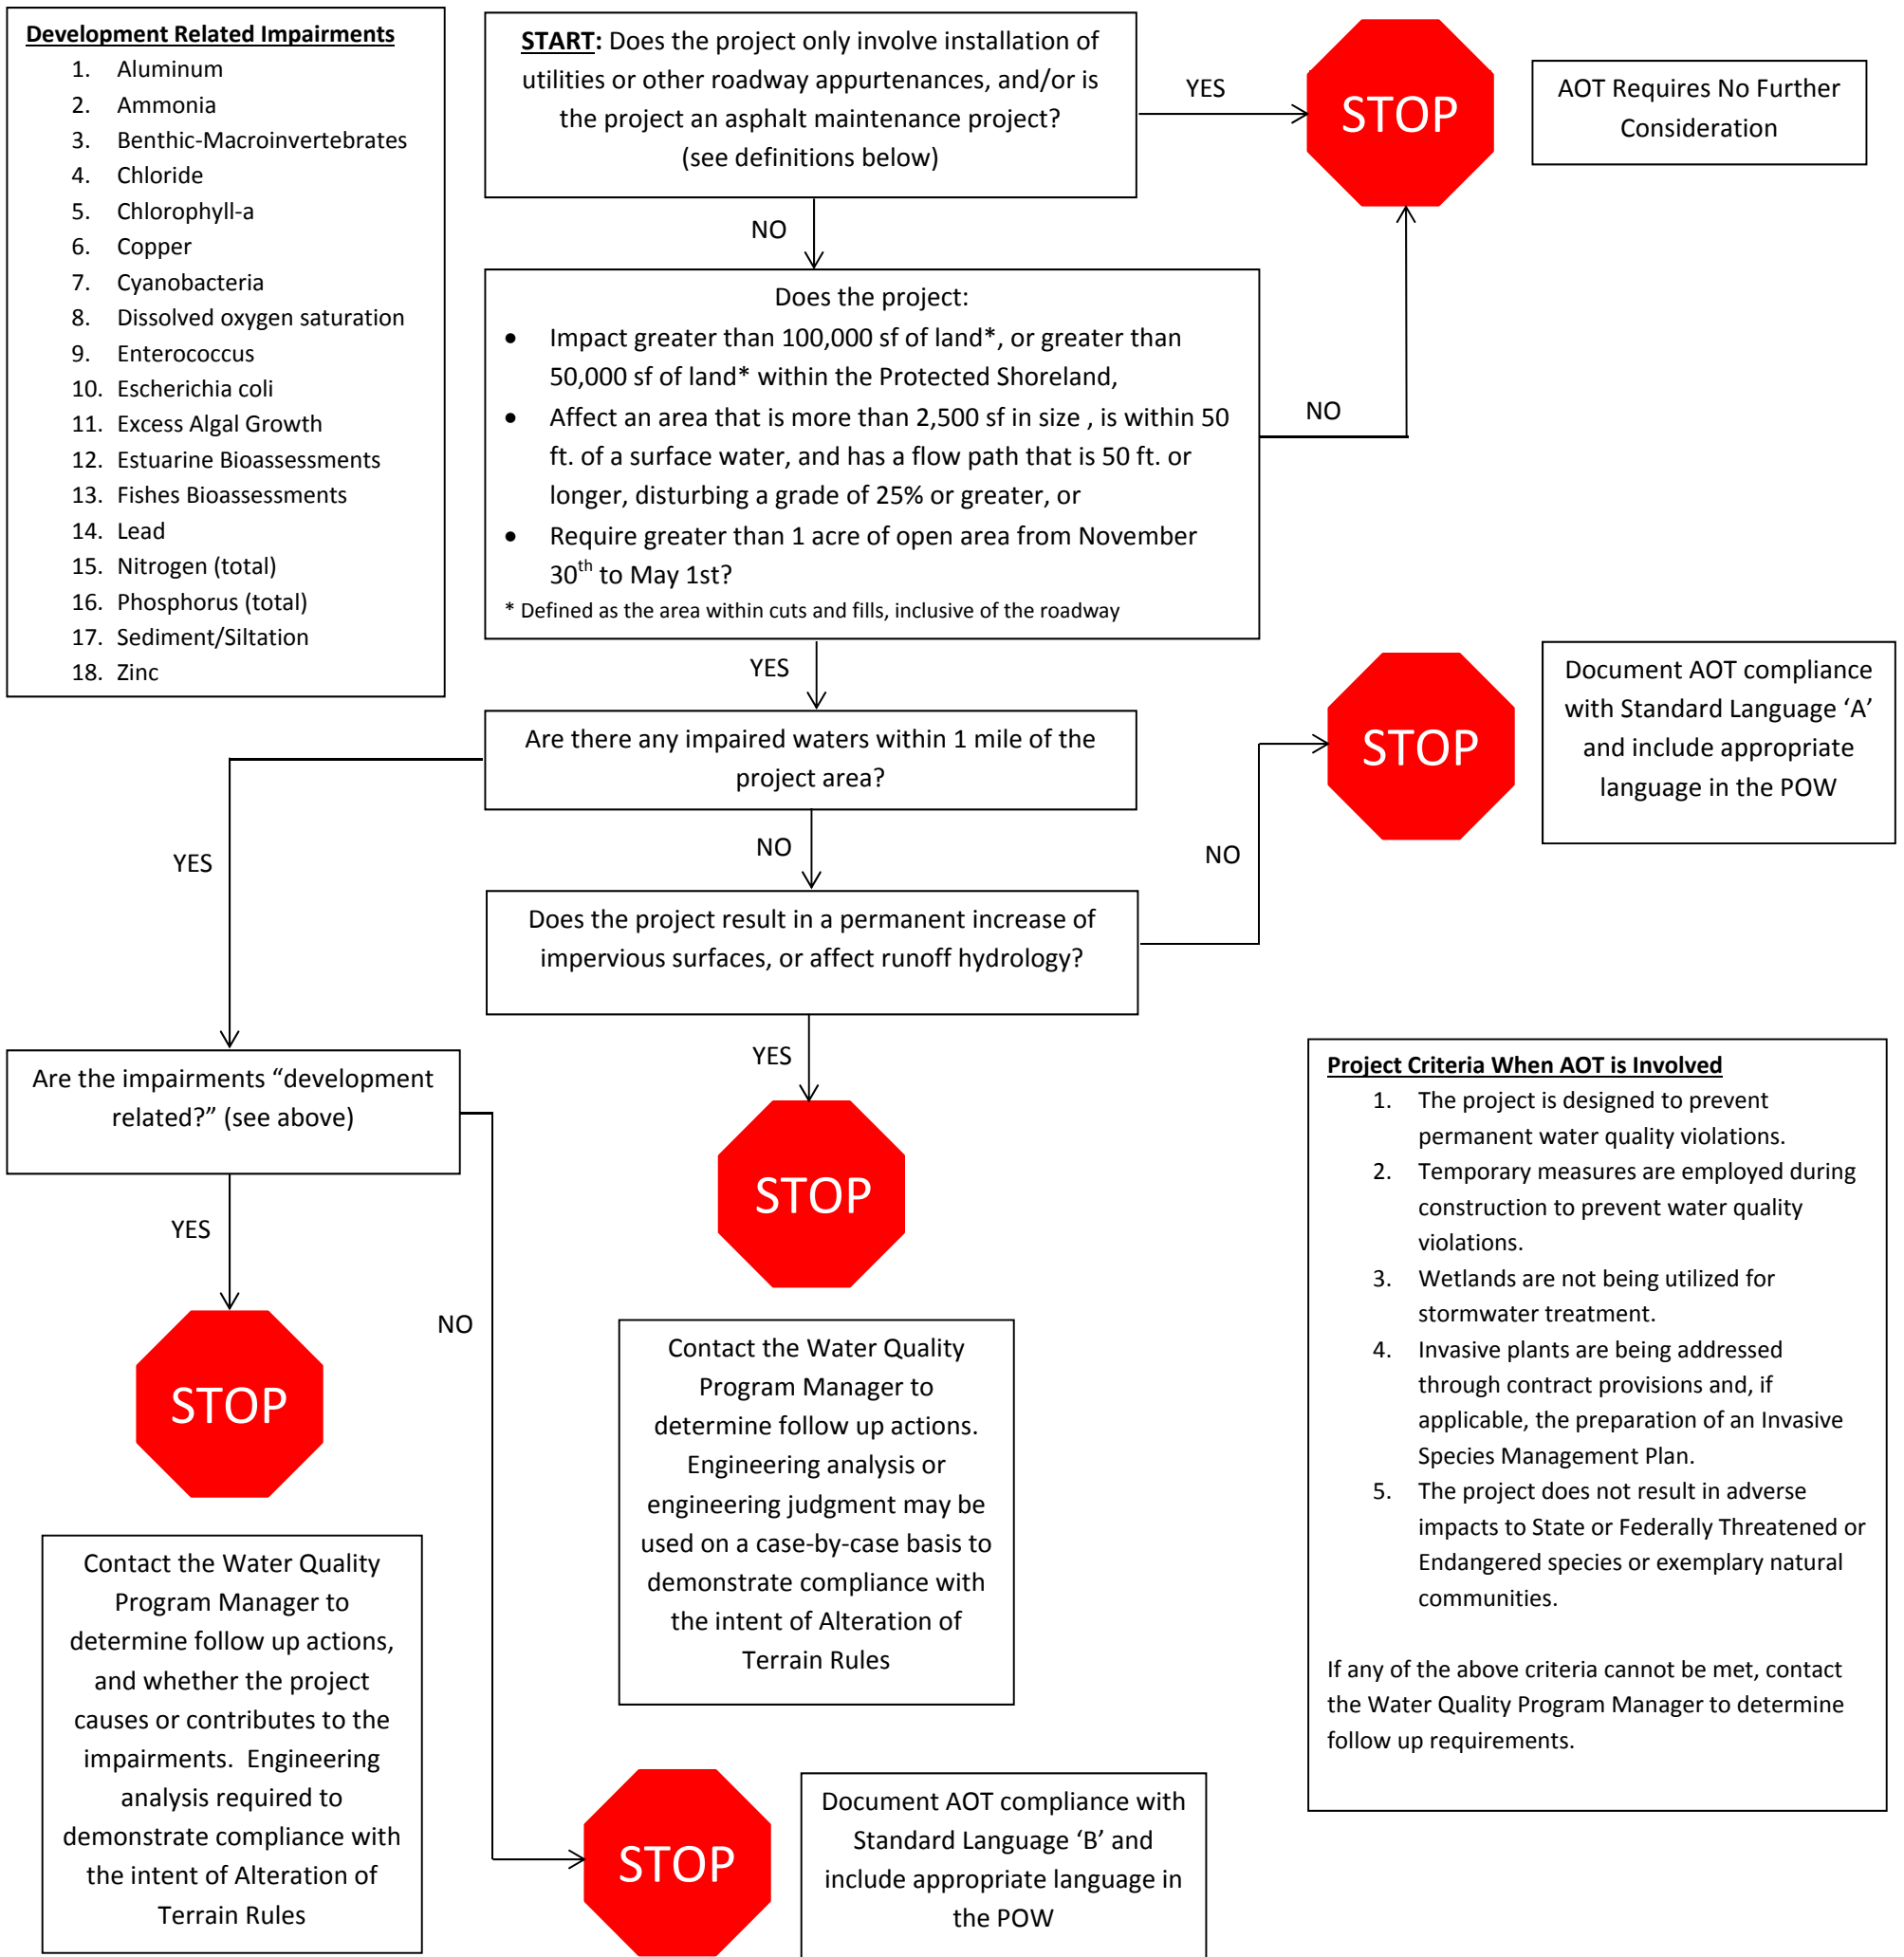 Development Related Impairments
1. Aluminum
2. Ammonia
3. Benthic-Macroinvertebrates
4. Chloride
5. Chlorophyll-a
6. Copper
7. Cyanobacteria
8. Dissolved oxygen saturation
9. Enterococcus
10. Escherichia coli
11. Excess Algal Growth
12. Estuarine Bioassessments
13. Fishes Bioassessments
14. Lead
15. Nitrogen (total)
16. Phosphorus (total)
17. Sediment/Siltation
18. Zinc
START: Does the project only involve installation of
utilities or other roadway appurtenances, and/or is
the project an asphalt maintenance project?
(see definitions below)
YES
STOP
AOT Requires No Further
Consideration
NO
Does the project:
• Impact greater than 100,000 sf of land*, or greater than
50,000 sf of land* within the Protected Shoreland,
• Affect an area that is more than 2,500 sf in size , is within 50
ft. of a surface water, and has a flow path that is 50 ft. or
longer, disturbing a grade of 25% or greater, or
• Require greater than 1 acre of open area from November
30th to May 1st?
* Defined as the area within cuts and fills, inclusive of the roadway
NO
YES
Are there any impaired waters within 1 mile of the
project area?
STOP
Document AOT compliance
with Standard Language ‘A’
and include appropriate
language in the POW
YES
NO
NO
Does the project result in a permanent increase of
impervious surfaces, or affect runoff hydrology?
YES
Are the impairments “development
related?” (see above)
YES
NO
STOP
Contact the Water Quality
Program Manager to
determine follow up actions,
and whether the project
causes or contributes to the
impairments.  Engineering
analysis required to
demonstrate compliance with
the intent of Alteration of
Terrain Rules
STOP
Contact the Water Quality
Program Manager to
determine follow up actions.
Engineering analysis or
engineering judgment may be
used on a case-by-case basis to
demonstrate compliance with
the intent of Alteration of
Terrain Rules
STOP
Document AOT compliance with
Standard Language ‘B’ and
include appropriate language in
the POW
Project Criteria When AOT is Involved
1. The project is designed to prevent
permanent water quality violations.
2. Temporary measures are employed during
construction to prevent water quality
violations.
3. Wetlands are not being utilized for
stormwater treatment.
4. Invasive plants are being addressed
through contract provisions and, if
applicable, the preparation of an Invasive
Species Management Plan.
5. The project does not result in adverse
impacts to State or Federally Threatened or
Endangered species or exemplary natural
communities.
If any of the above criteria cannot be met, contact
the Water Quality Program Manager to determine
follow up requirements.